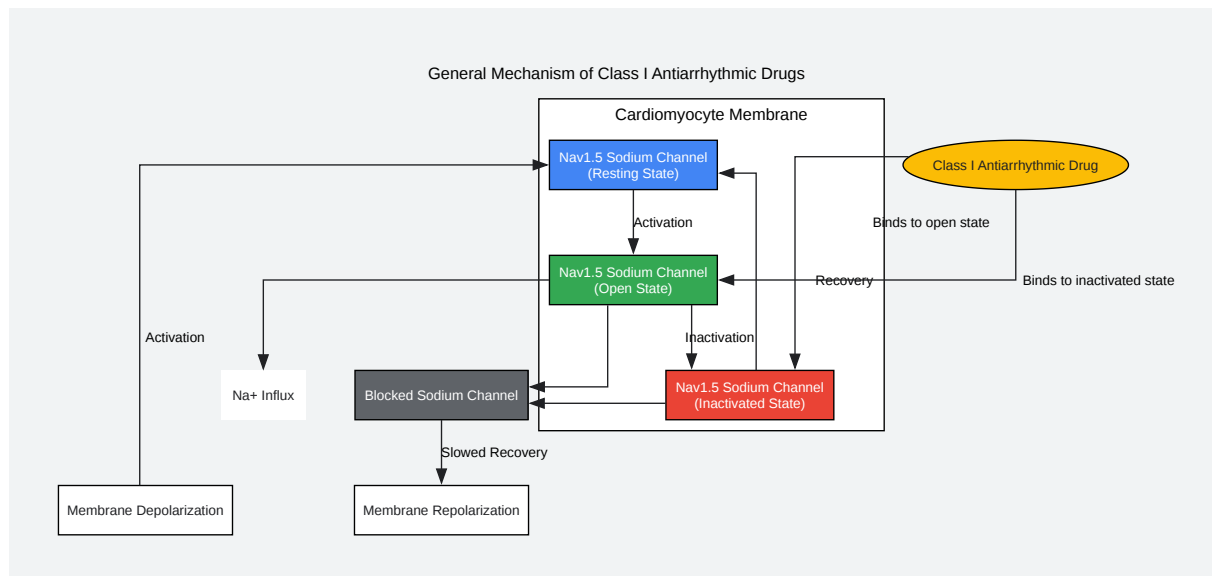 General Mechanism of Class I Antiarrhythmic Drugs
Cardiomyocyte Membrane
Nav1.5 Sodium Channel
(Resting State)
Class I Antiarrhythmic Drug
Activation
Binds to open state
Nav1.5 Sodium Channel
(Open State)
Recovery
Binds to inactivated state
Activation
Inactivation
Na+ Influx
Blocked Sodium Channel
Nav1.5 Sodium Channel
(Inactivated State)
Slowed Recovery
Membrane Depolarization
Membrane Repolarization